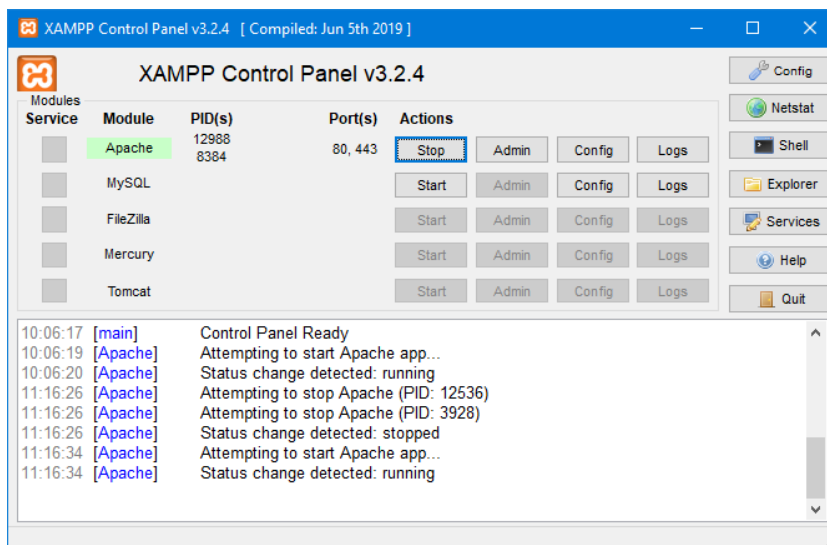 XAMPP Control Panel v3.2.4 [ Compiled: Jun 5th 2019 ]
XAMPP Control Panel v3.2.4
Config
Modules
Service Module PID(s) Port(s) Actions
Netstat
Apache 12988 8384 80, 443 Stop Admin Config Logs
Shell
MySQL Start Admin Config Logs
Explorer
FileZilla Start Admin Config Logs
Services
Mercury Start Admin Config Logs
Help
Tomcat Start Admin Config Logs
Quit
10:06:17 [main] Control Panel Ready
10:06:19 [Apache] Attempting to start Apache app...
10:06:20 [Apache] Status change detected: running
11:16:26 [Apache] Attempting to stop Apache (PID: 12536)
11:16:26 [Apache] Attempting to stop Apache (PID: 3928)
11:16:26 [Apache] Status change detected: stopped
11:16:34 [Apache] Attempting to start Apache app...
11:16:34 [Apache] Status change detected: running